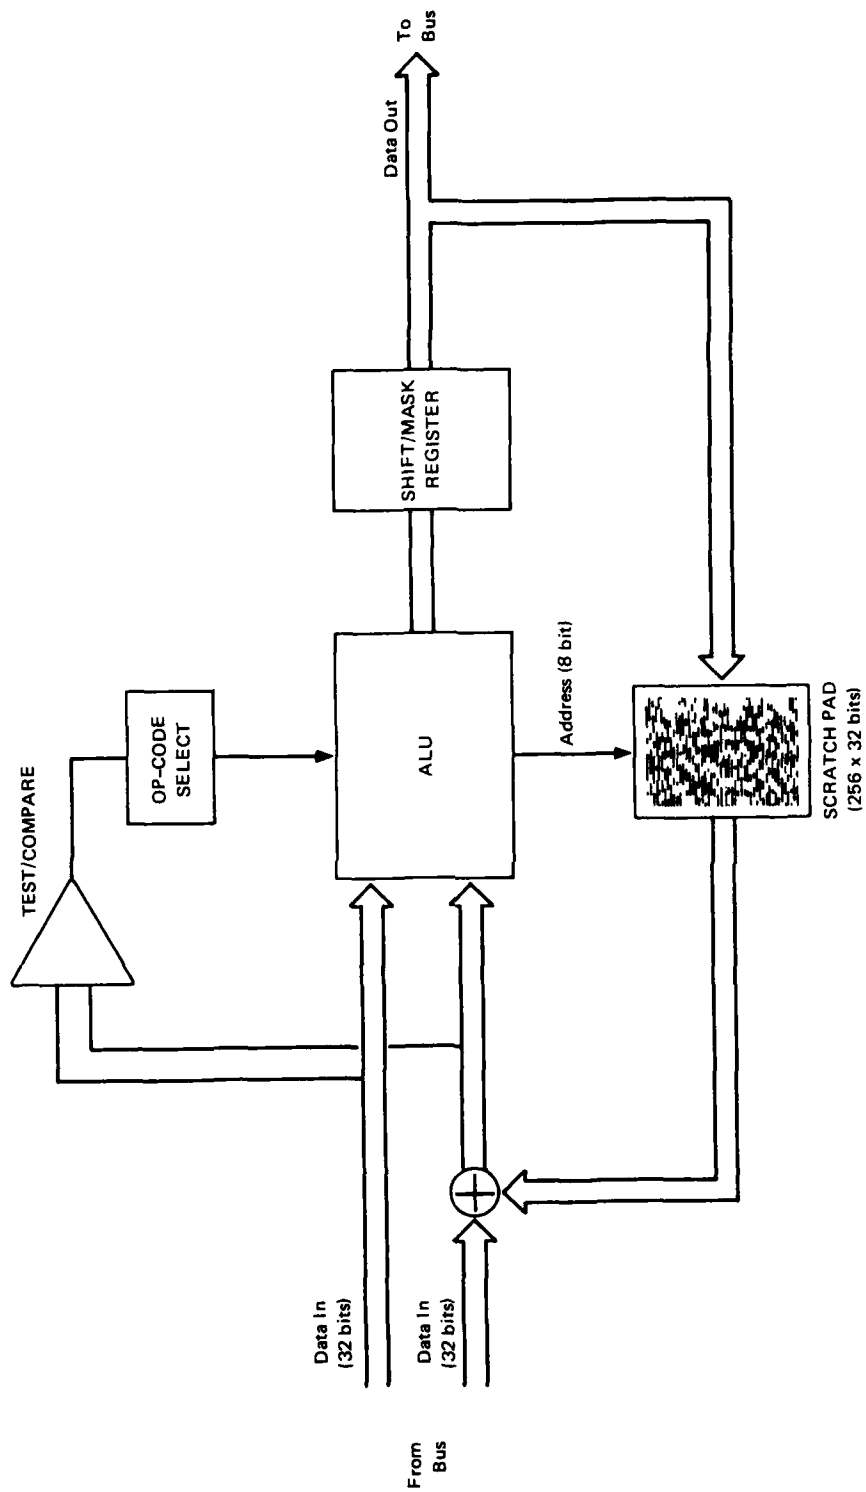 TEST/COMPARE
OP-CODE
SELECT
From
Bus
Data In
(32 bits)
Data In
(32 bits)
ALU
SHIFT/MASK
REGISTER
Data Out
To
Bus
Address (8 bit)
SCRATCH PAD
(256 x 32 bits)